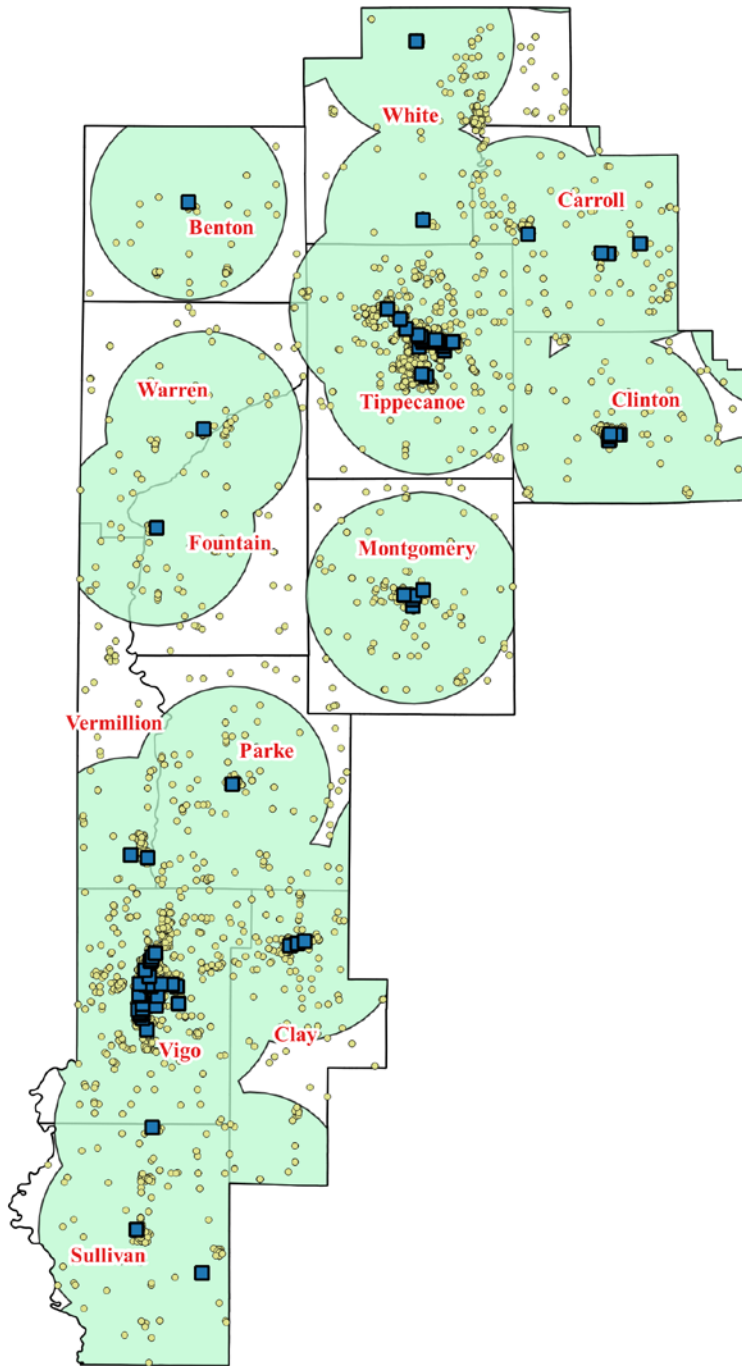 White
Carroll
Benton
Warren
Tippecanoe
Clinton
Fountain
Montgomery
Vermillion
Parke
Clay
Vigo
Sullivan